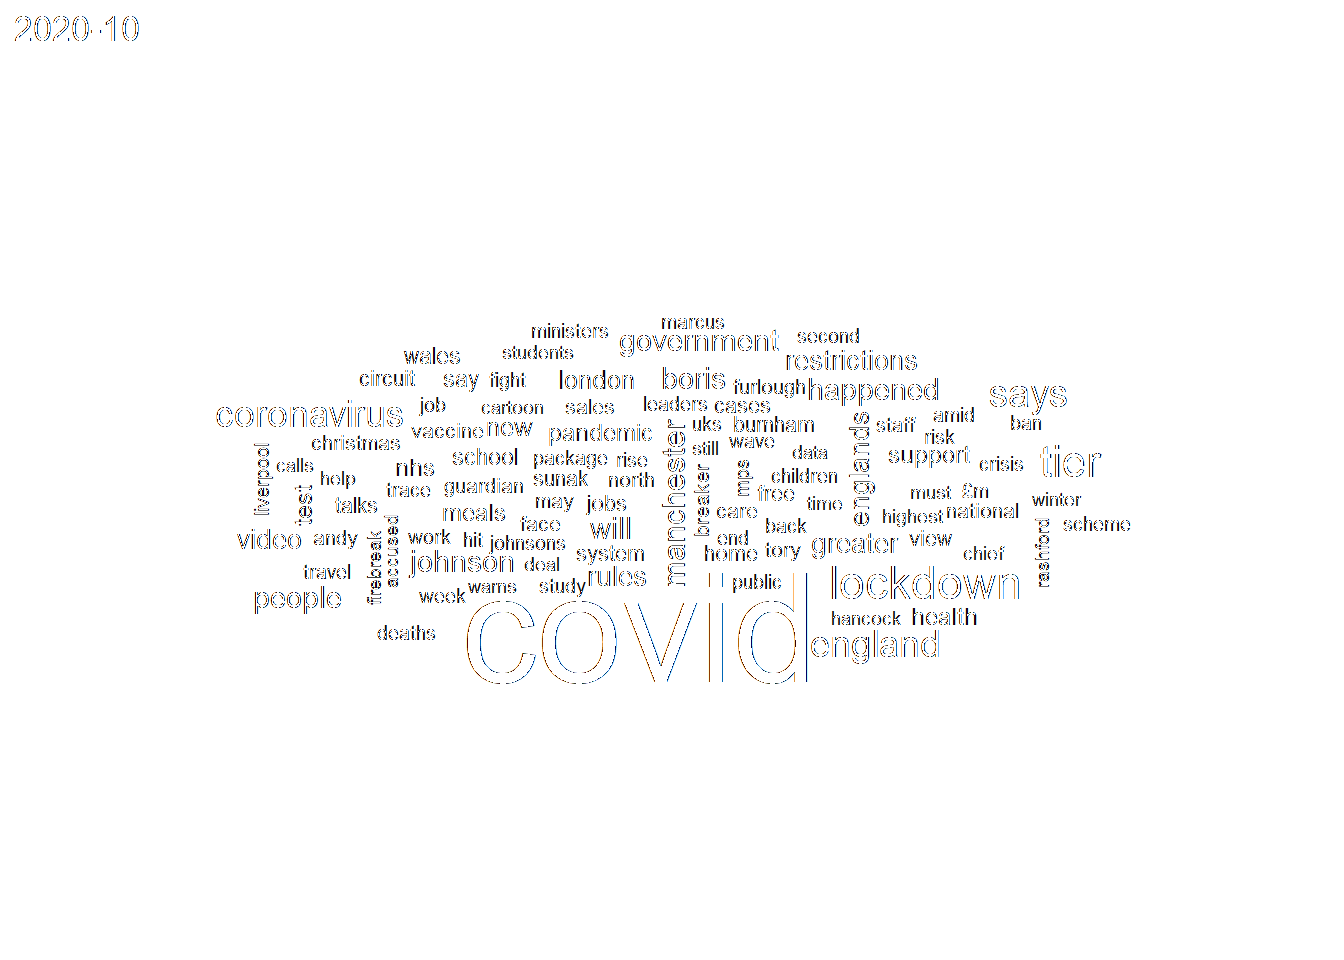 2020-10
marcus
ministers
government
second
wales
students
restrictions
circuit
say
fight
london
boris
furlough
happened
says
coronavirus
job
cartoon
sales
leaders
cases
christmas
vaccine
new
pandemic
manchester
uks
burnham
englands
staff
amid
ban
liverpool
calls
help
nhs
school
package
rise
still
wave
data
risk
support
crisis
tier
test
trace
guardian
sunak
north
breaker
mps
children
free
must
£m
winter
talks
meals
may
jobs
care
time
highest
national
scheme
video
andy
firebreak
accused
work
hit
face
johnsons
will
system
end
back
home
tory
greater
view
chief
rashford
travel
johnson
deal
people
week
warns
study
rules
public
lockdown
deaths
covid
hancock
health
england